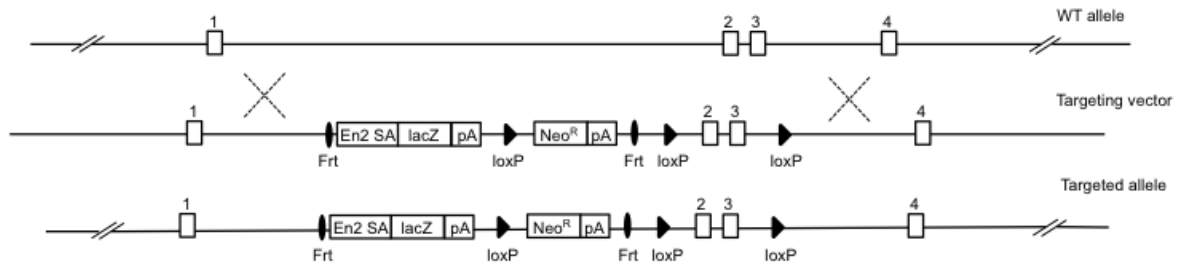 1 2 3 4 WT allele
1 2 3 4 Targeting vector
En2 SA lacZ pA NeoR pA
Frt loxP Frt loxP loxP
1 2 3 4 Targeted allele
En2 SA lacZ pA NeoR pA
Frt loxP Frt loxP loxP